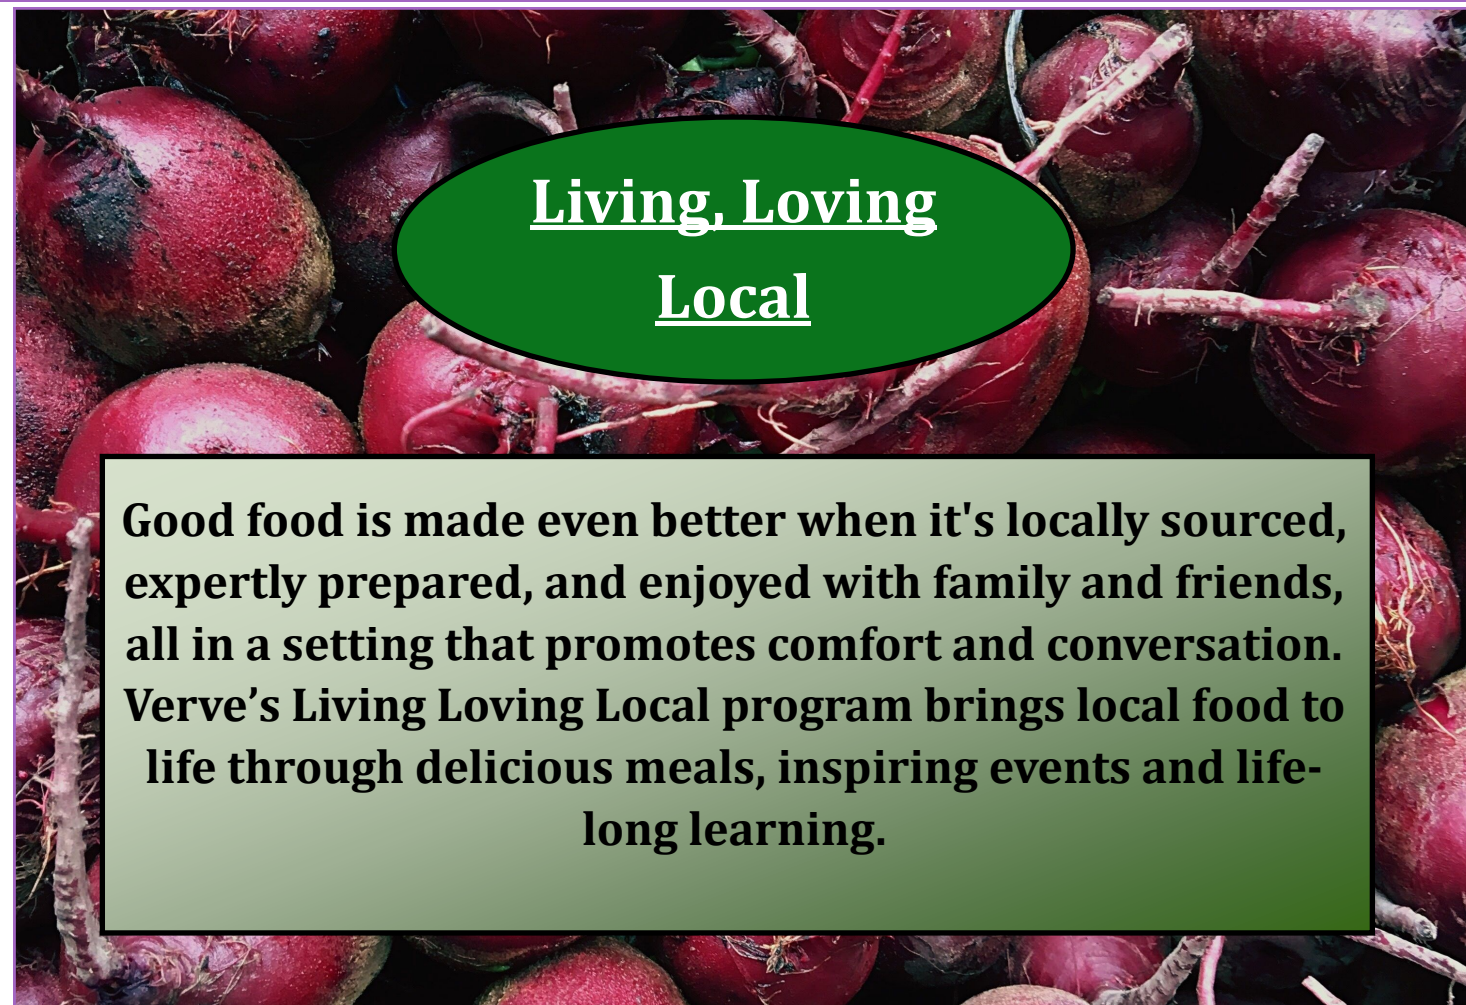 Living, Loving
Local
Good food is made even better when it's locally sourced,
expertly prepared, and enjoyed with family and friends,
all in a setting that promotes comfort and conversation.
Verve’s Living Loving Local program brings local food to
life through delicious meals, inspiring events and life-
long learning.